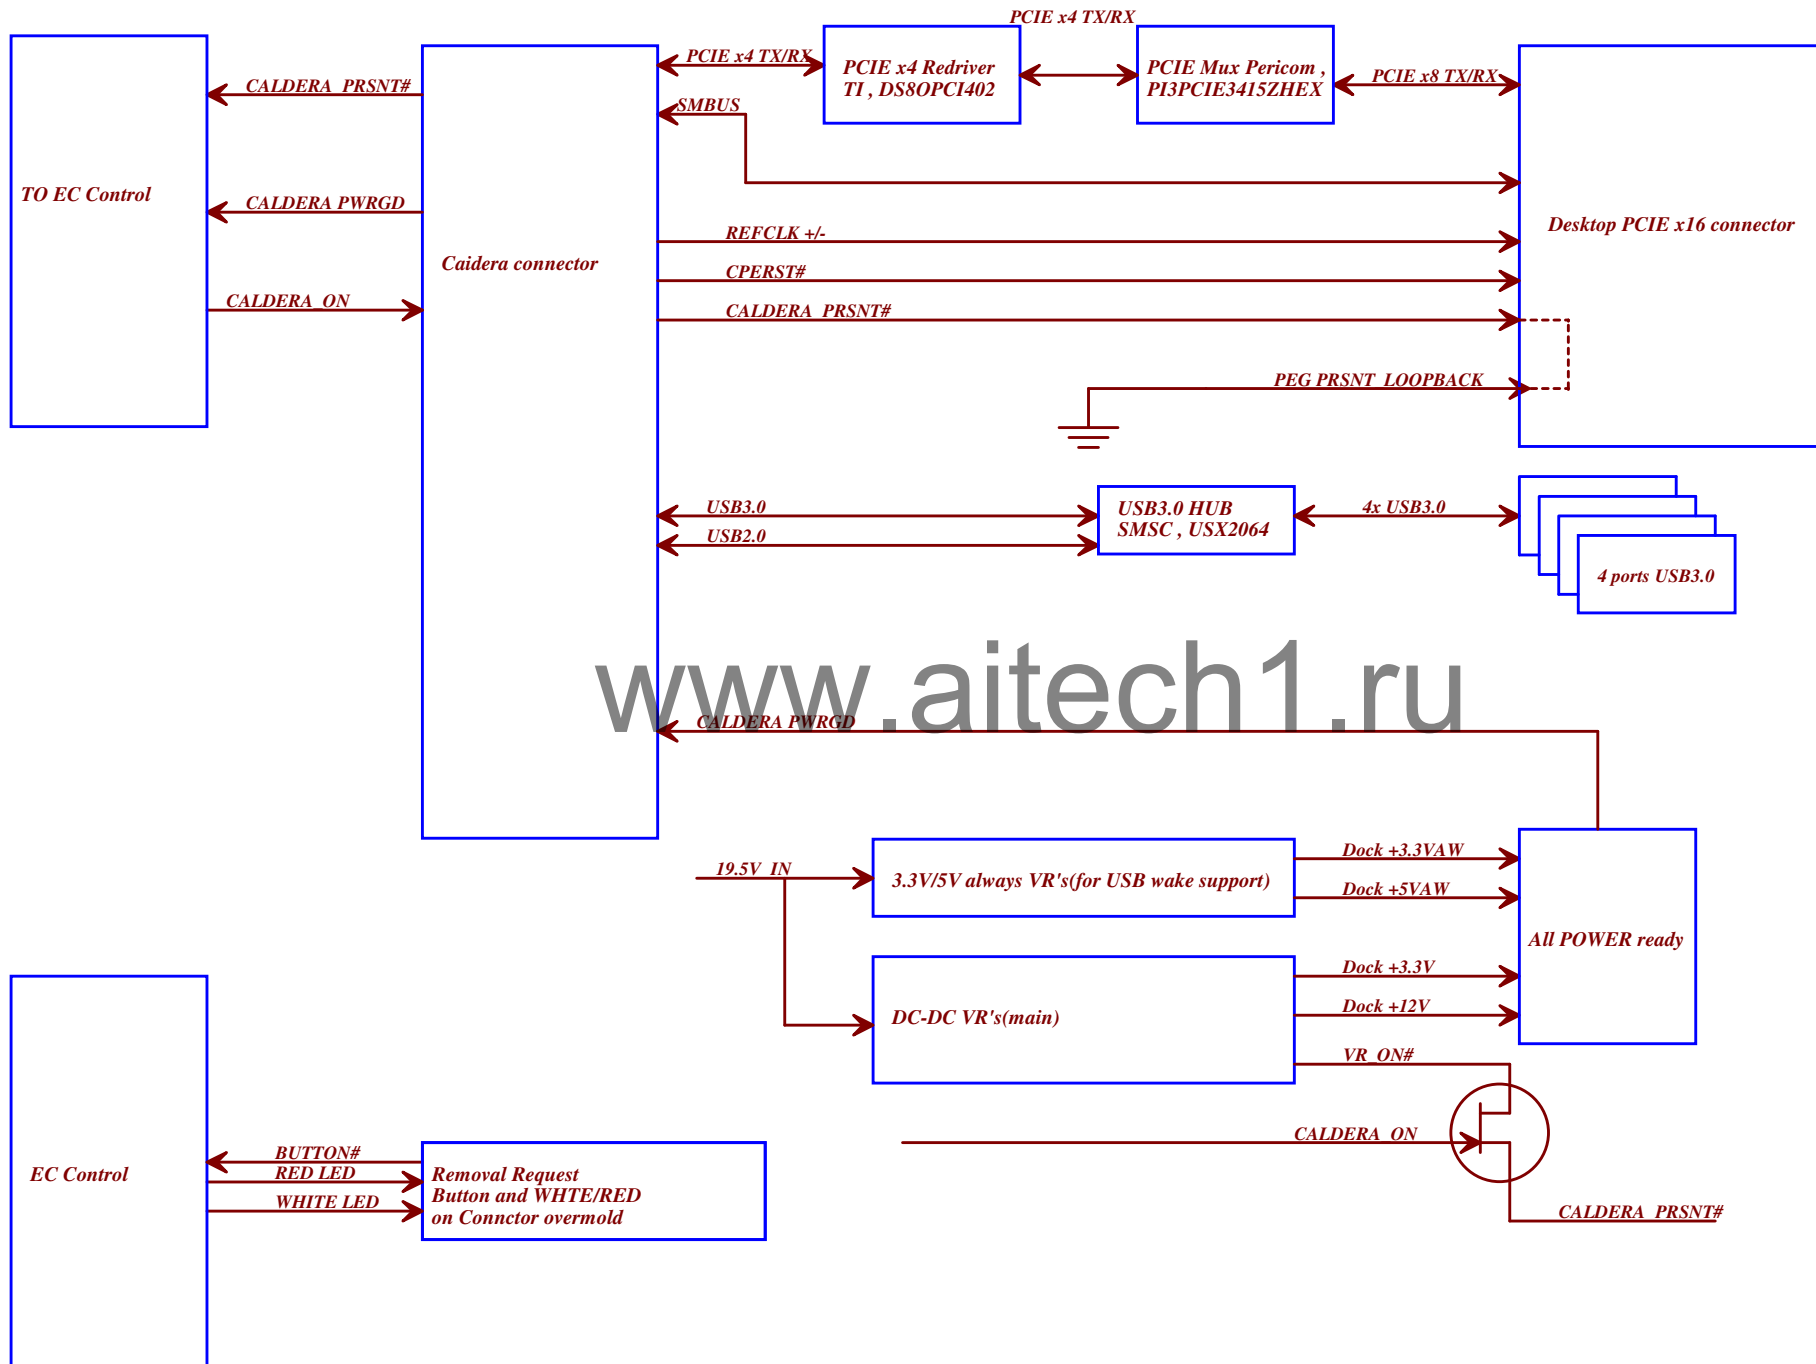 PCIE x4 TX/RX
PCIE x4 TX/RX
PCIE x4 Redriver
TI , DS8OPCI402
PCIE Mux Pericom ,
PI3PCIE3415ZHEX
PCIE x8 TX/RX
CALDERA_PRSNT#
SMBUS
TO EC Control
CALDERA PWRGD
Desktop PCIE x16 connector
REFCLK +/-
Caidera connector
CPERST#
CALDERA_ON
CALDERA_PRSNT#
PEG PRSNT_LOOPBACK
USB3.0
USB2.0
USB3.0 HUB
SMSC , USX2064
4x USB3.0
4 ports USB3.0
www.aitech1.ru
CALDERA PWRGD
19.5V_IN
3.3V/5V always VR's(for USB wake support)
Dock +3.3VAW
Dock +5VAW
All POWER ready
DC-DC VR's(main)
Dock +3.3V
Dock +12V
VR_ON#
CALDERA_ON
CALDERA_PRSNT#
EC Control
BUTTON#
RED LED
WHITE LED
Removal Request
Button and WHTE/RED
on Connctor overmold